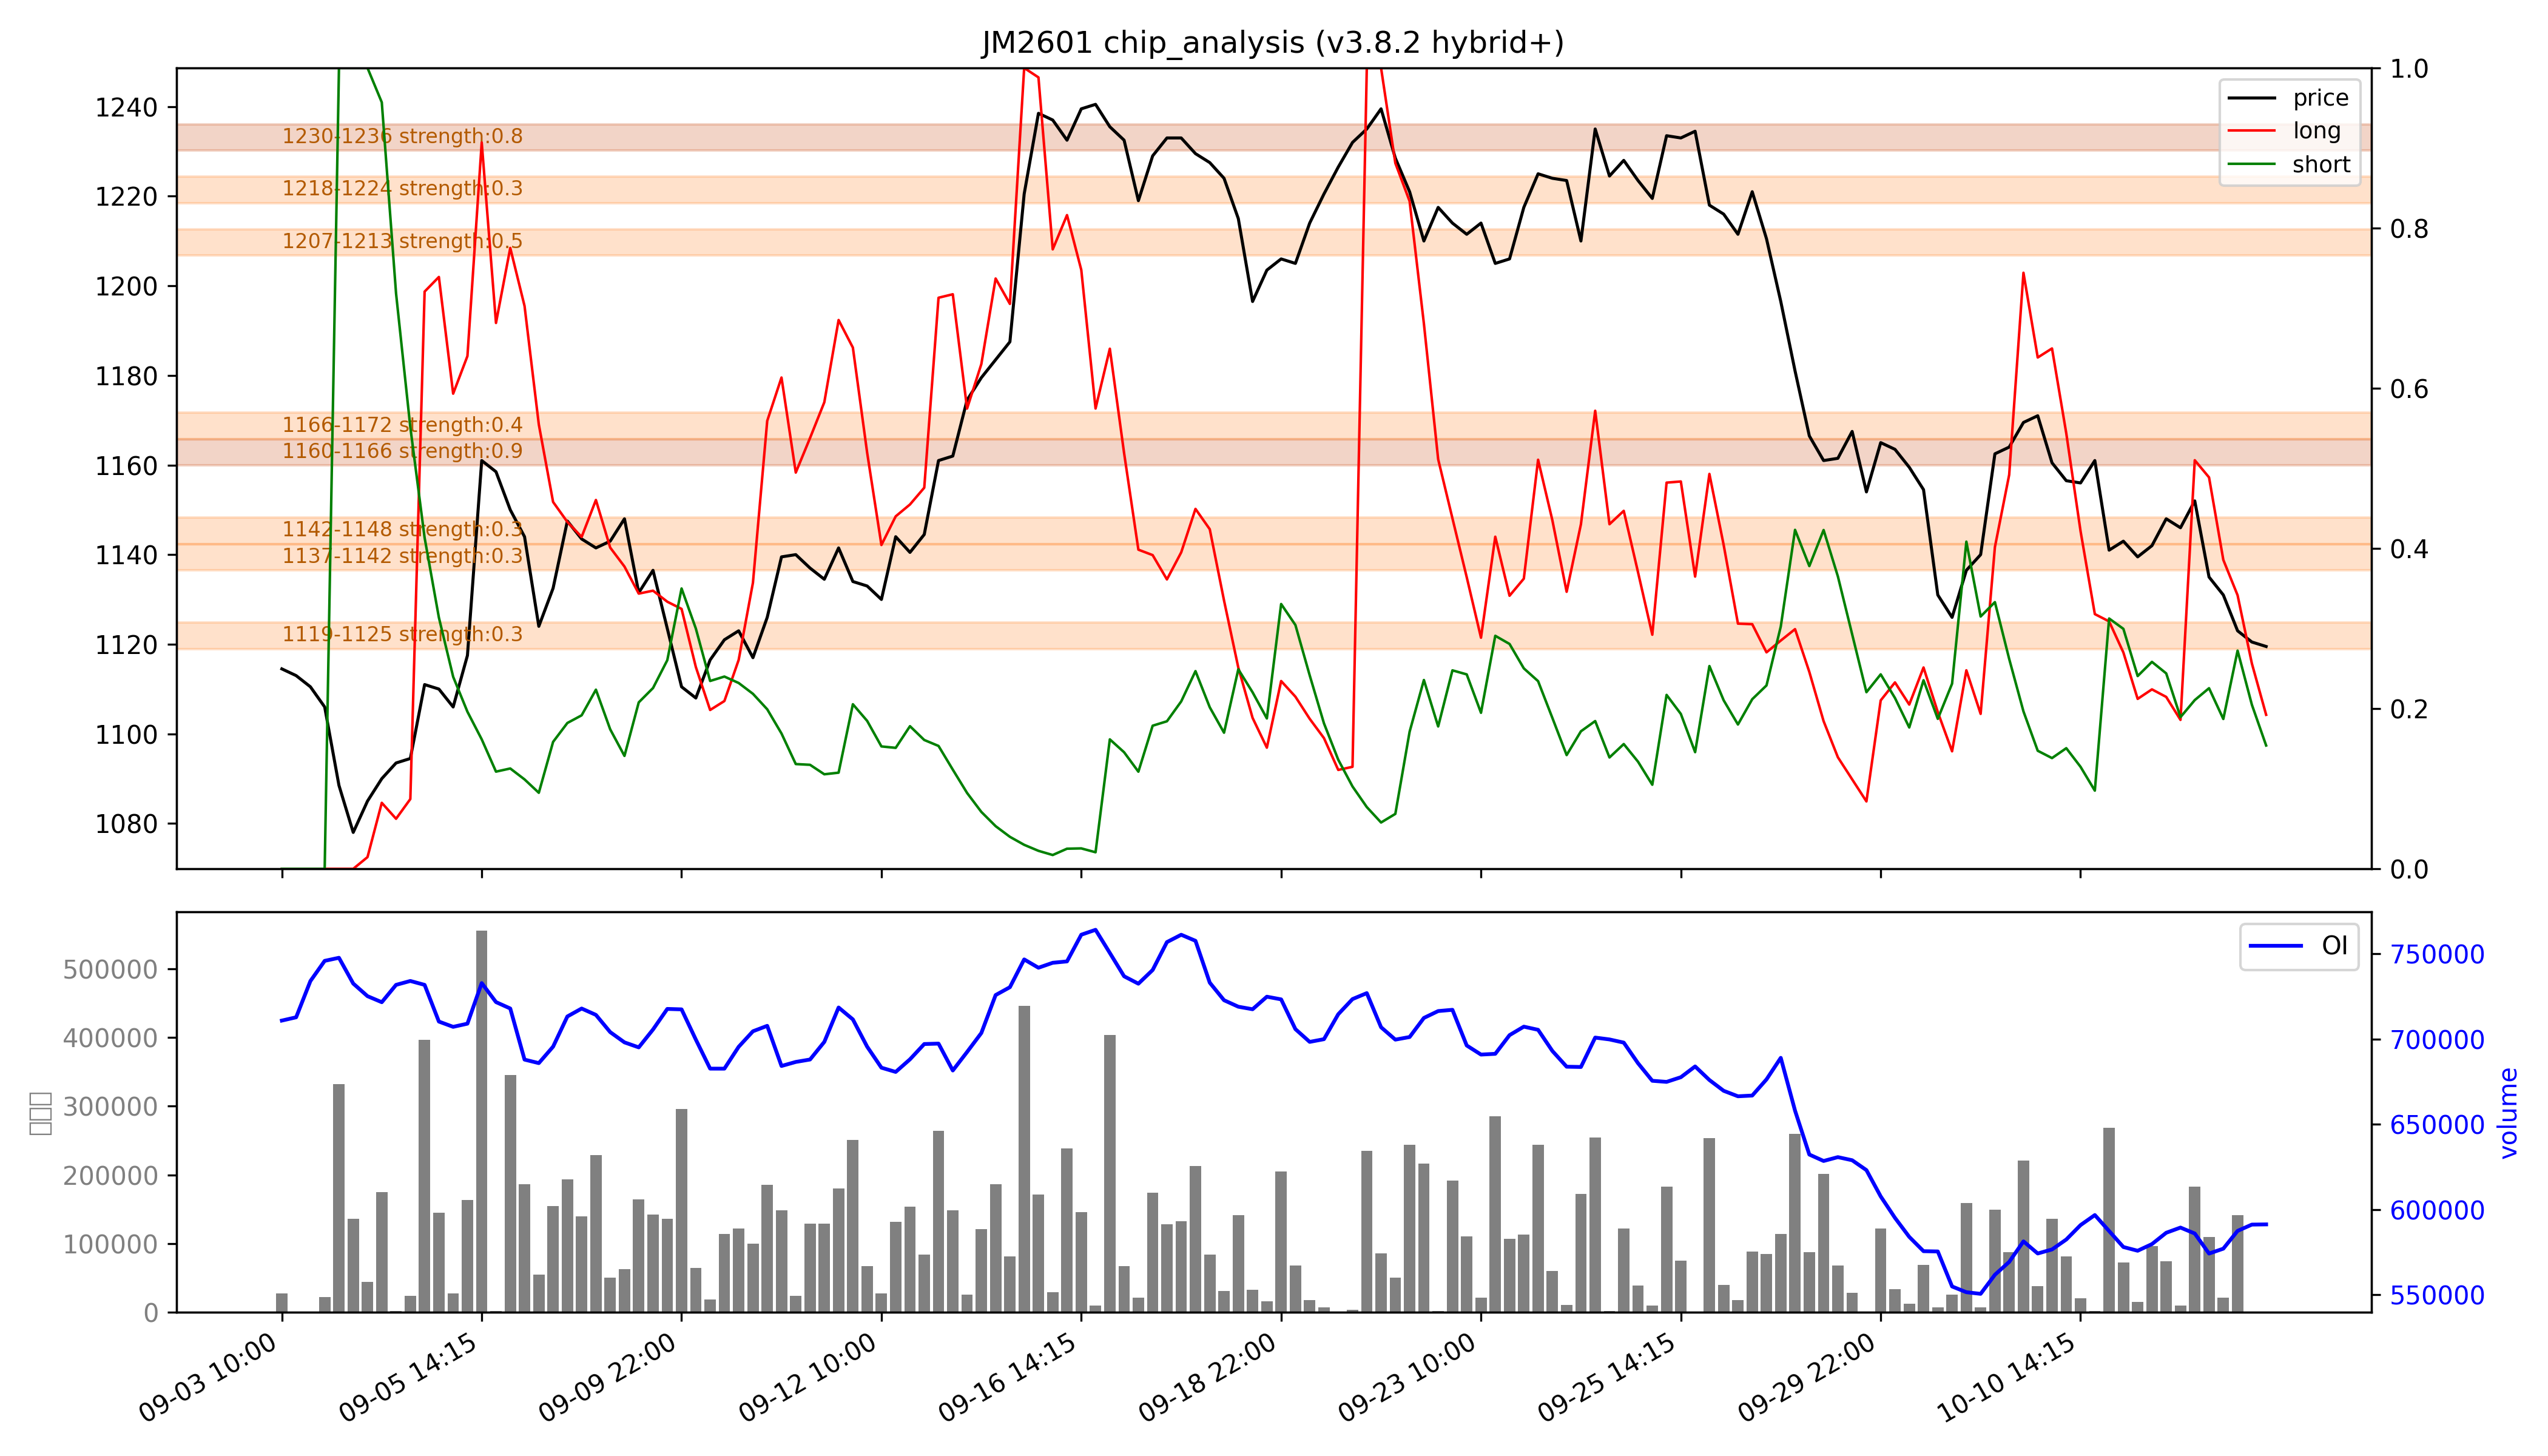 JM2601 chip_analysis (v3.8.2 hybrid+)
1240
1220
1200
1180
1160
1140
1120
1100
1080
1230-1236 strength:0.8
1218-1224 strength:0.3
1207-1213 strength:0.5
1166-1172 strength:0.4
1160-1166 strength:0.9
1142-1148 strength:0.3
1137-1142 strength:0.3
1119-1125 strength:0.3
price
long
short
1.0
0.8
0.6
0.4
0.2
0.0
500000
400000
300000
200000
100000
0
OI
750000
700000
650000
600000
550000
volume
09-03 10:00
09-05 14:15
09-09 22:00
09-12 10:00
09-16 14:15
09-18 22:00
09-23 10:00
09-25 14:15
09-29 22:00
10-10 14:15